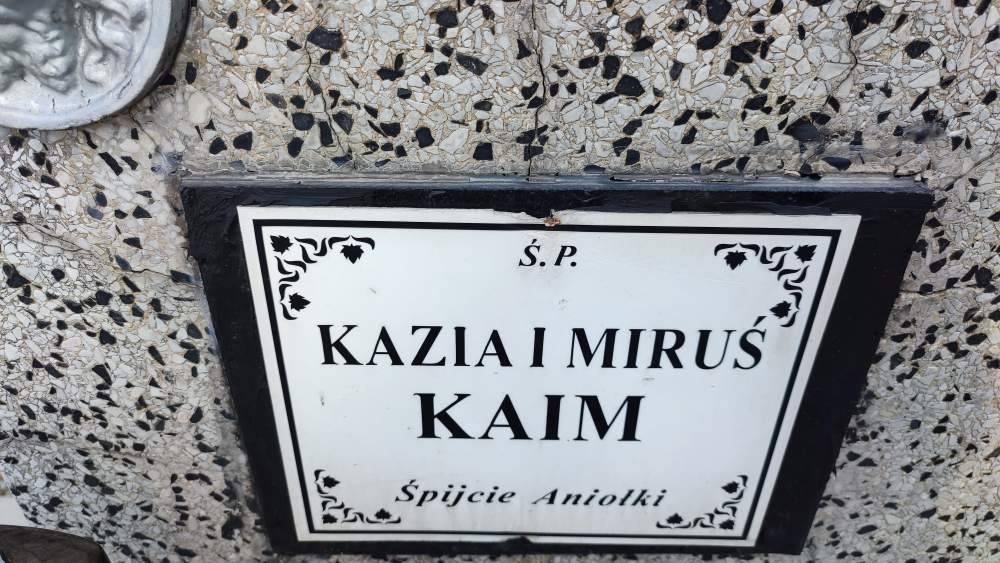 Ś. P.
KAZIA I MIRUŚ
KAIM
Śpijcie Aniołki